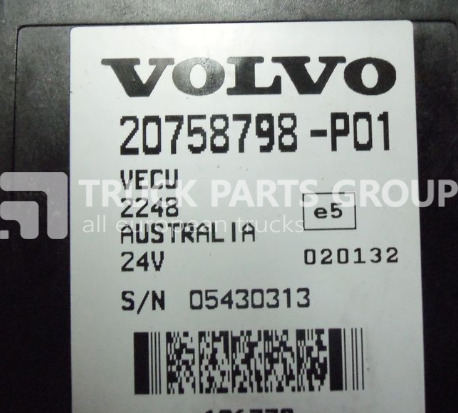 VOLVO
20758798-P01
VECU
TRUCK PARTS GROUP
2248 e5
all european trucks
AUSTRALIA
24V 020132
S/N 05430313